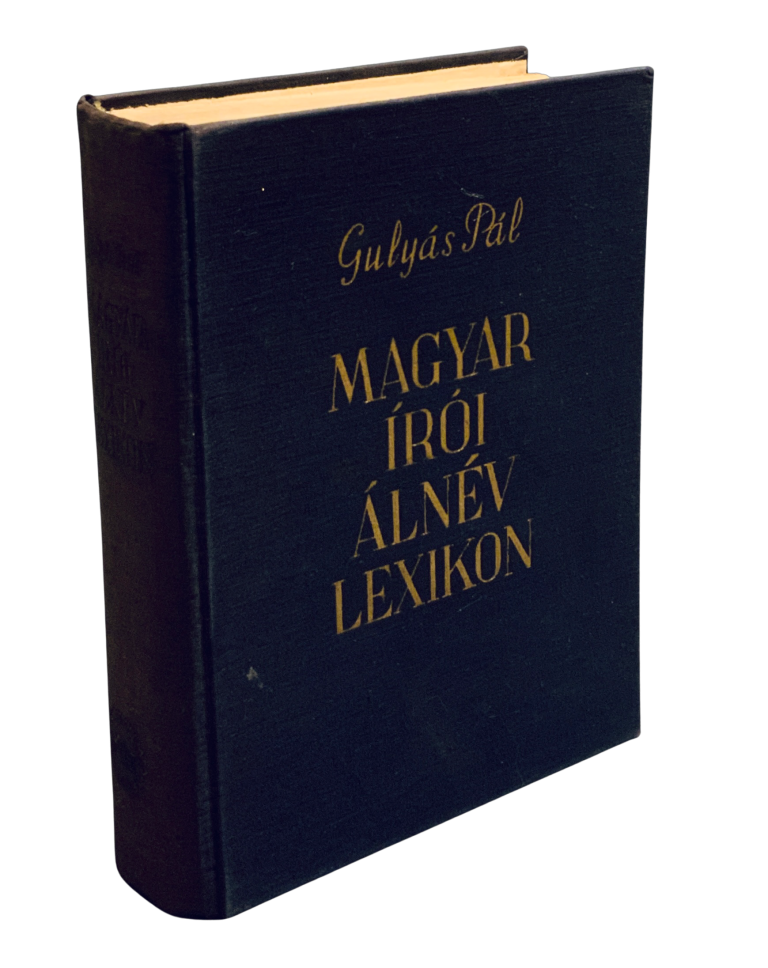 Gulyás Pál
MAGYAR
ÍRÓI
ÁLNÉV
LEXIKON